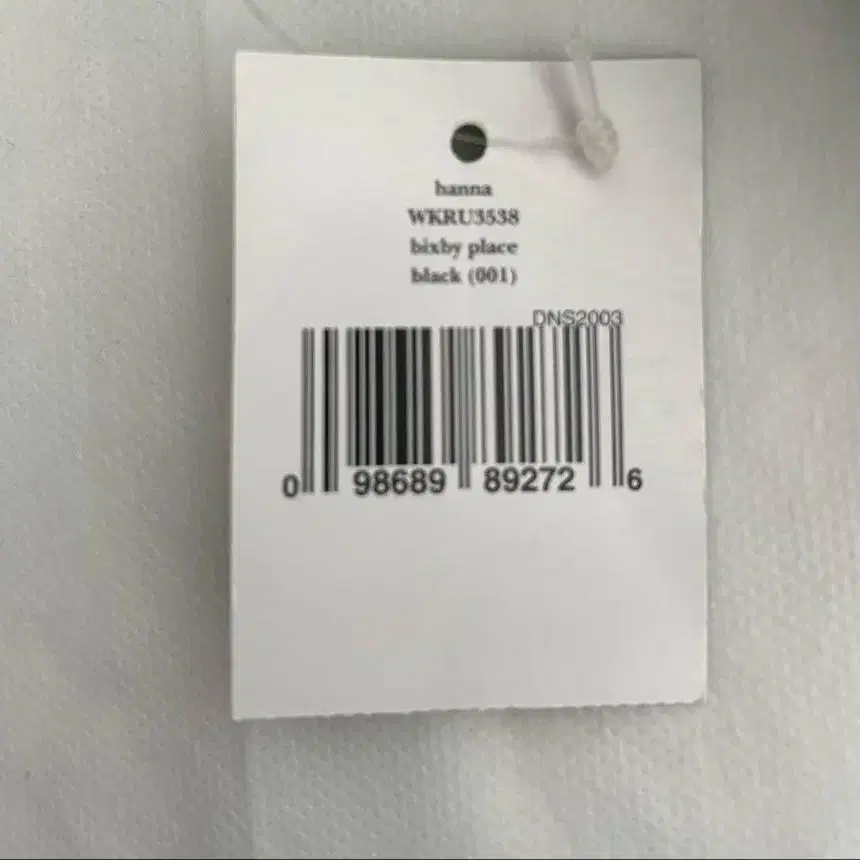 hanna
WKRU3538
bixby place
black (001)
DNS2003
0 98689 89272 6